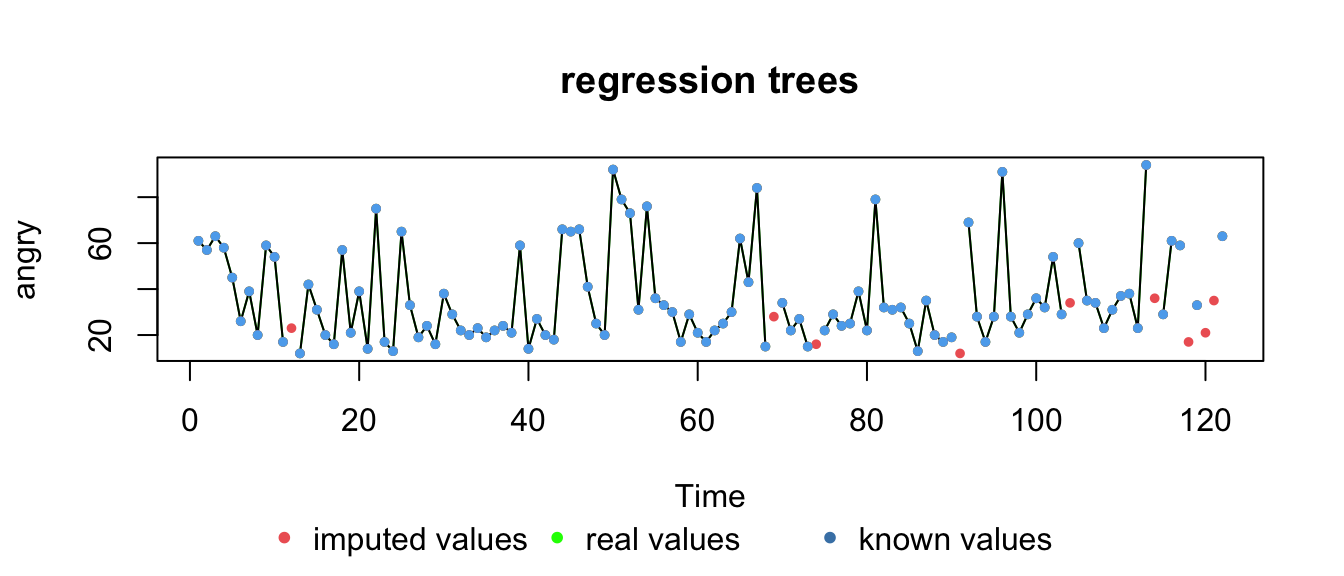 regression trees
angry
60
20
0 20 40 60 80 100 120
Time
imputed values real values known values